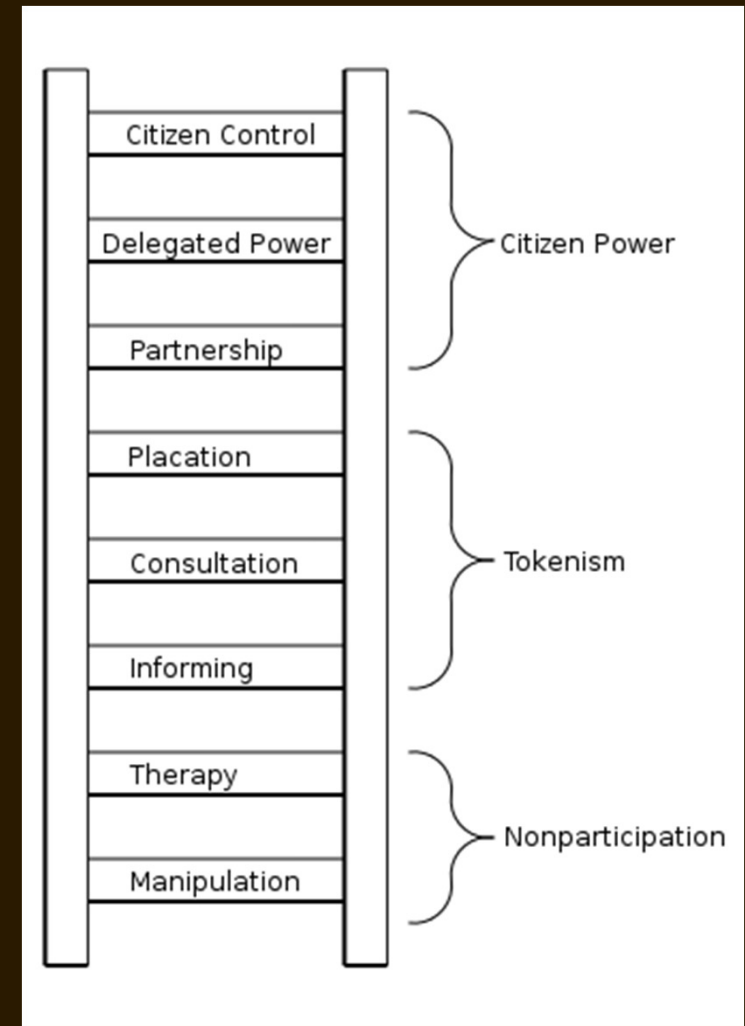 Citizen Control
Delegated Power
Partnership
Citizen Power
Placation
Consultation
Informing
Tokenism
Therapy
Manipulation
Nonparticipation